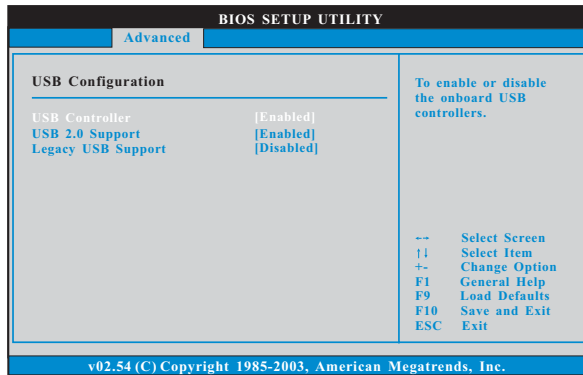 BIOS SETUP UTILITY
Advanced
USB Configuration
USB Controller [Enabled]
USB 2.0 Support [Enabled]
Legacy USB Support [Disabled]
To enable or disable
the onboard USB
controllers.
←→ Select Screen
↑↓ Select Item
+- Change Option
F1 General Help
F9 Load Defaults
F10 Save and Exit
ESC Exit
v02.54 (C) Copyright 1985-2003, American Megatrends, Inc.